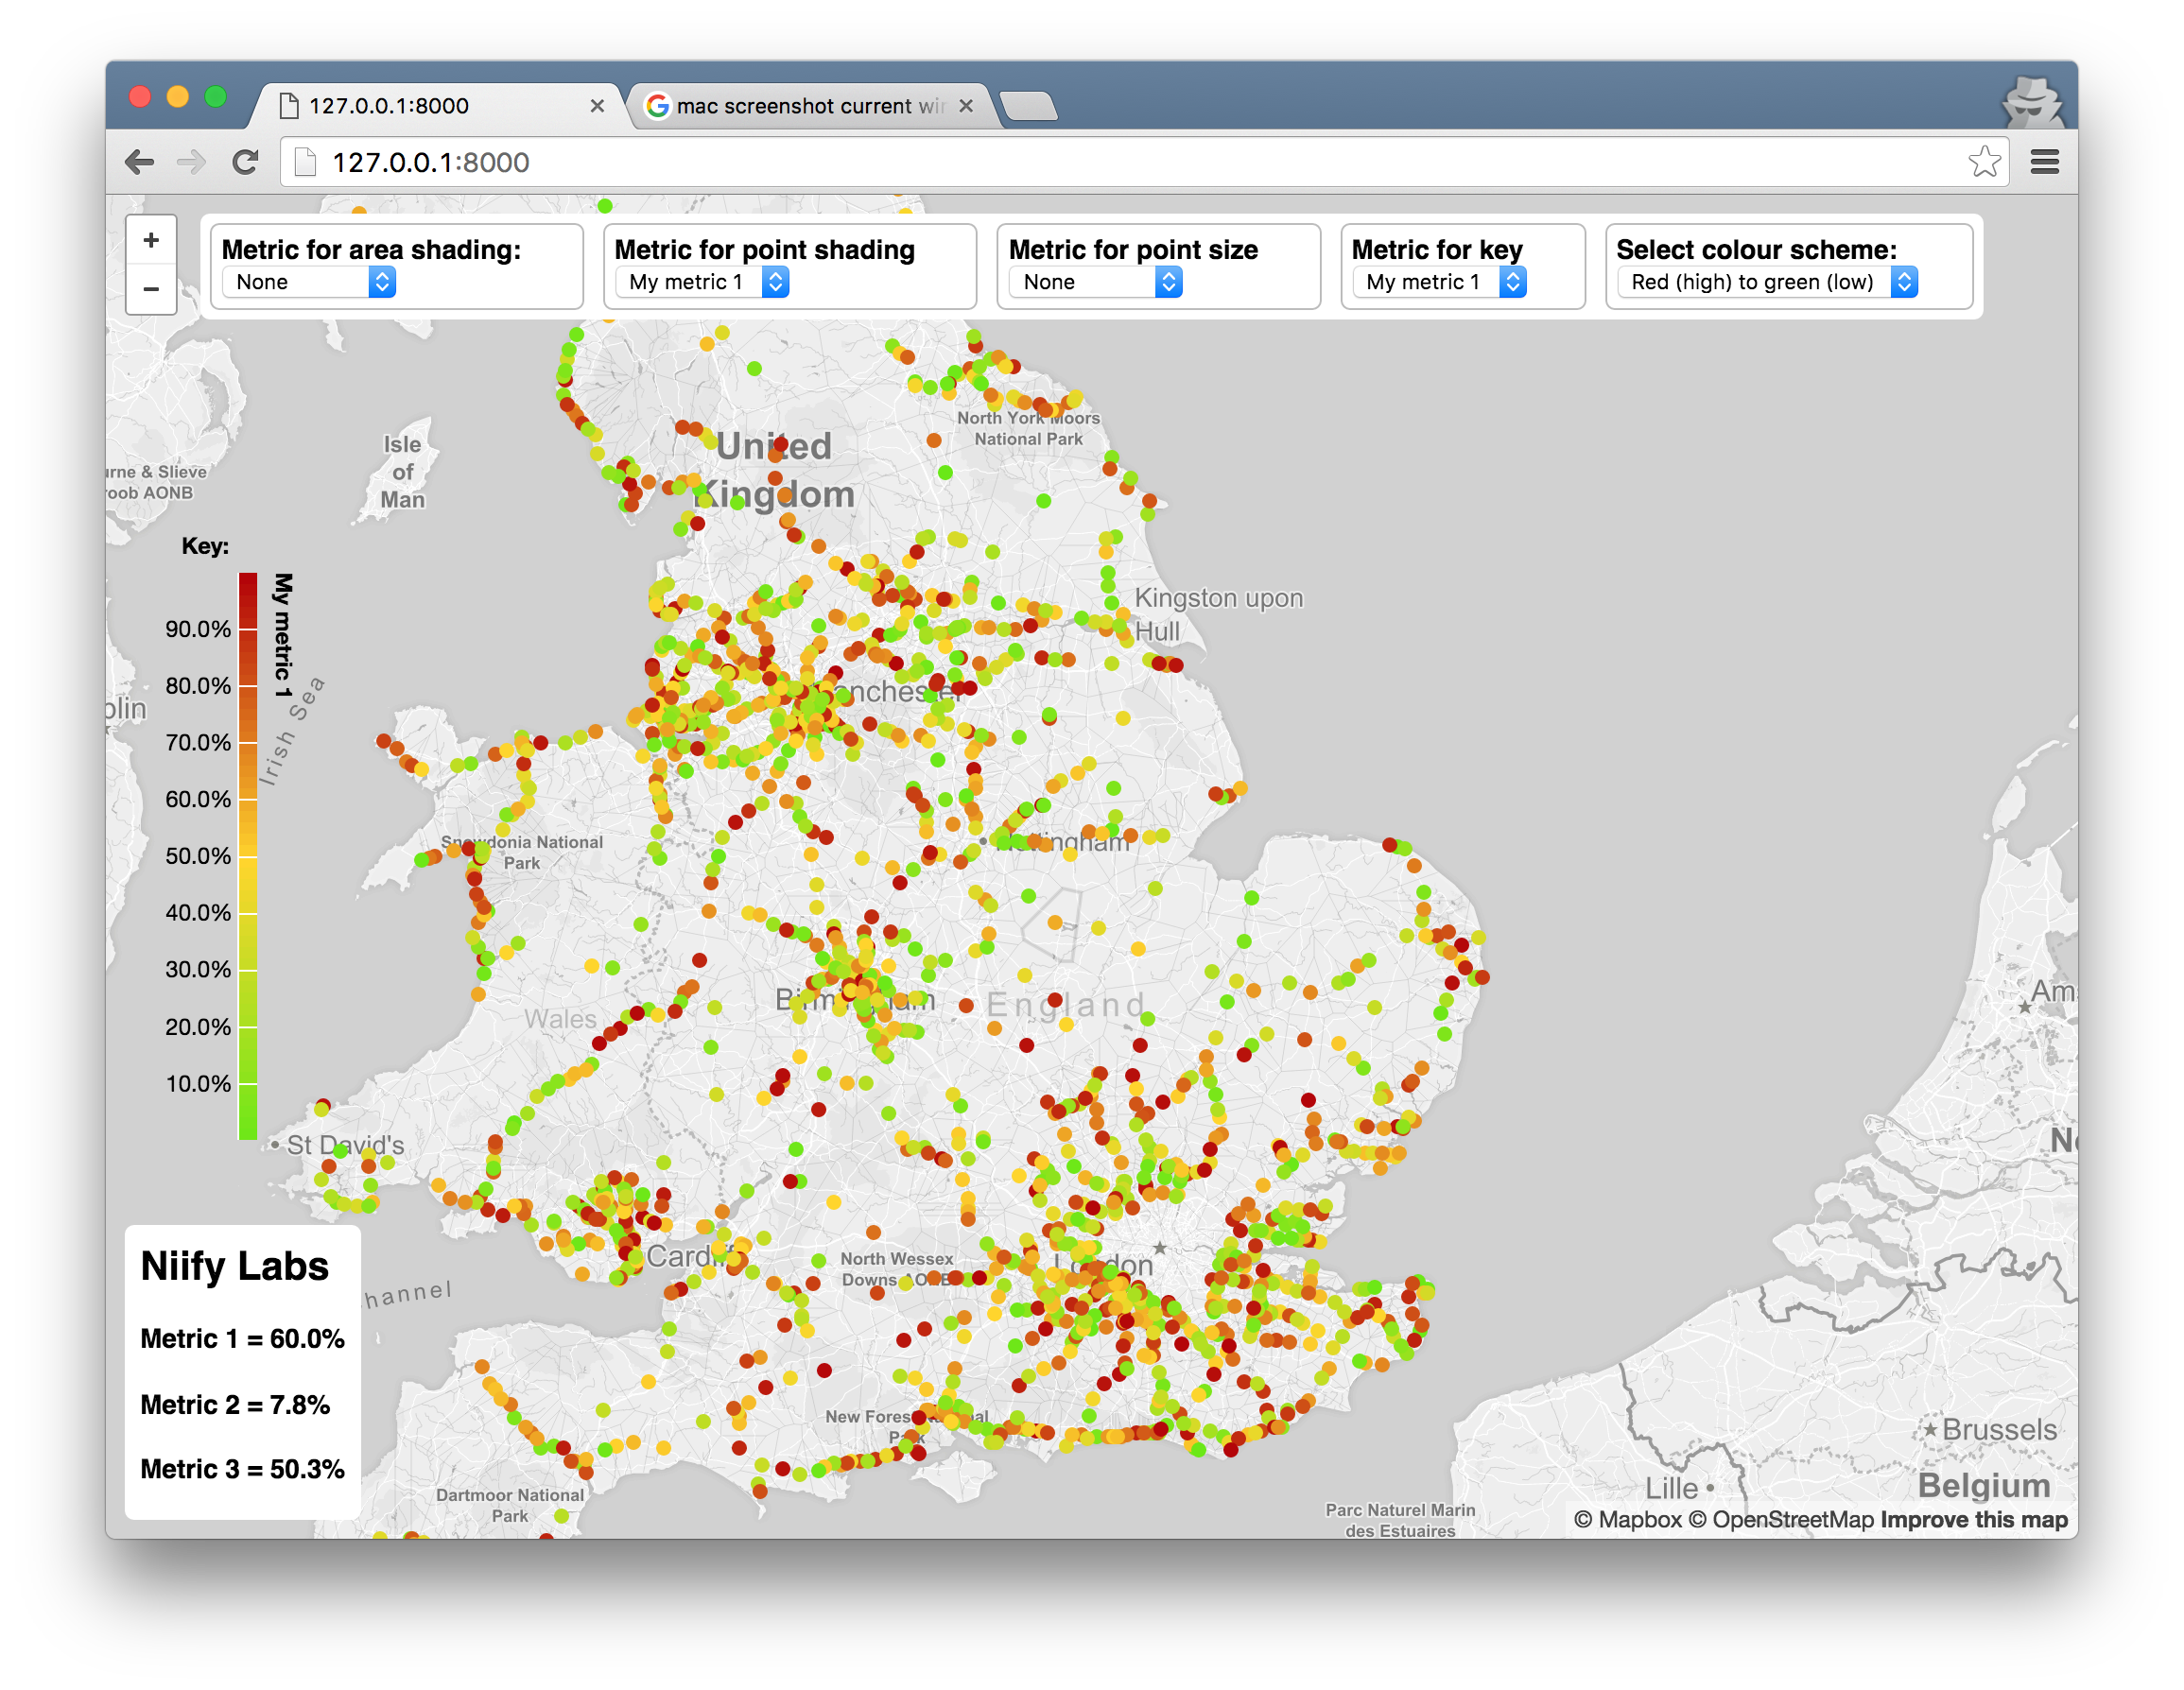 127.0.0.1:8000
mac screenshot current wi
127.0.0.1:8000
+
−
Metric for area shading:
None
Metric for point shading
My metric 1
Metric for point size
None
Metric for key
My metric 1
Select colour scheme:
Red (high) to green (low)
North York Moors
National Park
United
Kingdom
Isle
of
Man
urne & Slieve
roob AONB
Key:
My metric 1
90.0%
80.0%
70.0%
60.0%
50.0%
40.0%
30.0%
20.0%
10.0%
Kingston upon
Hull
anchester
Irish Sea
blin
Snowdonia National
Park
Nottingham
Birmingham
England
Wales
Am
St David's
Ne
Cardiff
North Wessex
Downs AONB
London
hannel
Niify Labs
Metric 1 = 60.0%
Metric 2 = 7.8%
Metric 3 = 50.3%
New Forest National
Park
Dartmoor National
Park
Brussels
Lille
Belgium
Parc Naturel Marin
des Estuaires
© Mapbox © OpenStreetMap Improve this map